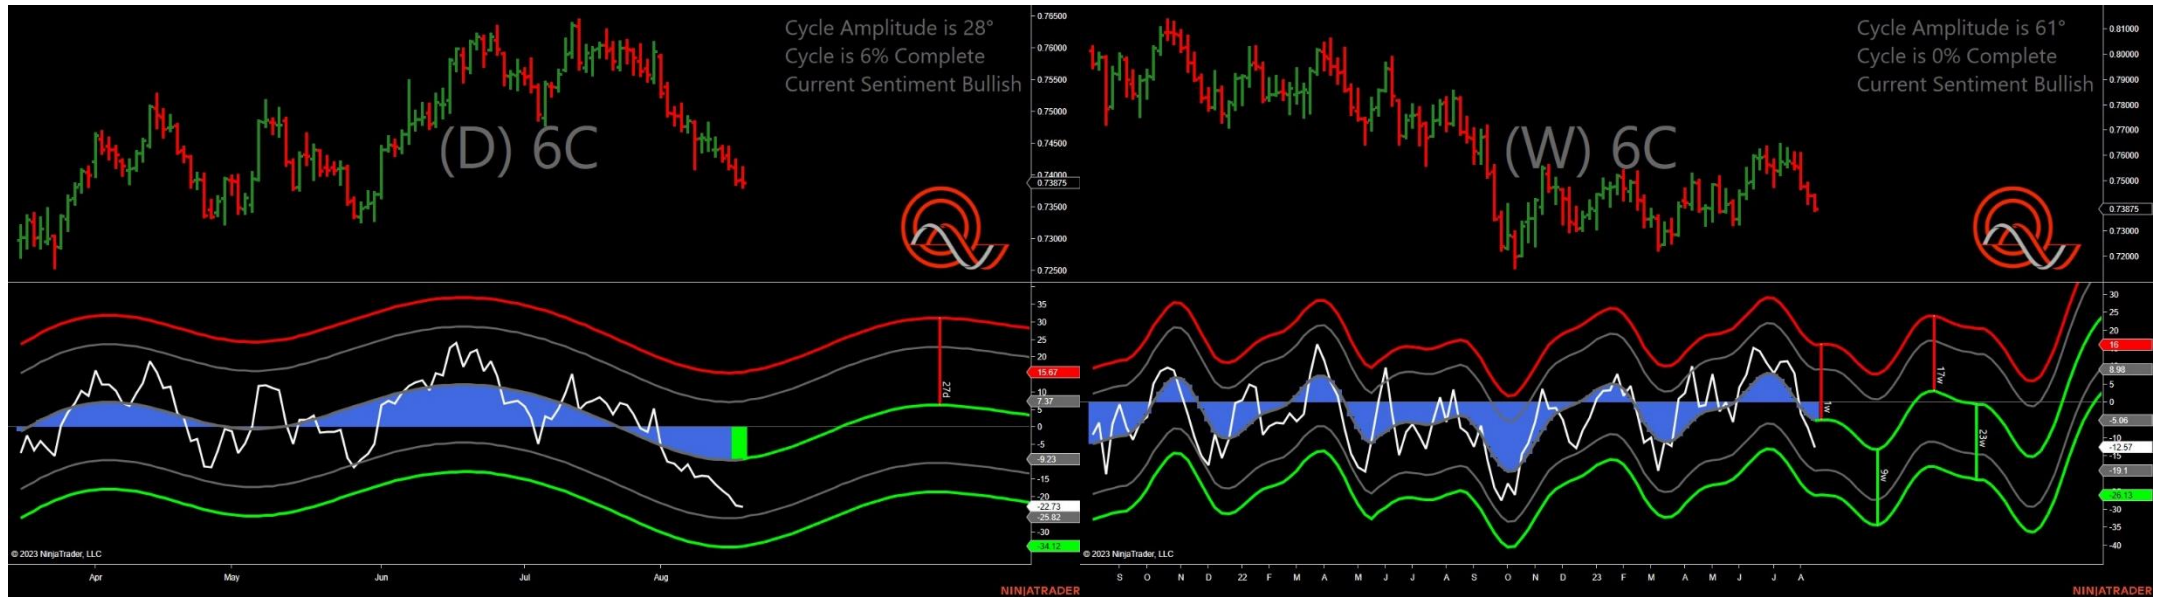 Cycle Amplitude is 28°
Cycle is 6% Complete
Current Sentiment Bullish
(D) 6C
0.76500
0.76000
0.75500
0.75000
0.74500
0.74000
0.73875
0.73500
0.73000
0.72500
35
30
25
20
15.67
10
7.37
5
0
-5
-9.23
-15
-20
-22.73
-25.82
-30
-34.12
27d
© 2023 NinjaTrader, LLC
Apr May Jun Jul Aug
NINJATRADER
Cycle Amplitude is 61°
Cycle is 0% Complete
Current Sentiment Bullish
(W) 6C
0.81000
0.80000
0.79000
0.78000
0.77000
0.76000
0.75000
0.73875
0.73000
0.72000
30
25
20
16
8.98
5
0
-5.06
-10
-12.57
-19.1
-26.13
-30
-35
-40
1w
9w
17w
23w
© 2023 NinjaTrader, LLC
S O N D 22 F M A M J J A S O N D 23 F M A M J J A
NINJATRADER